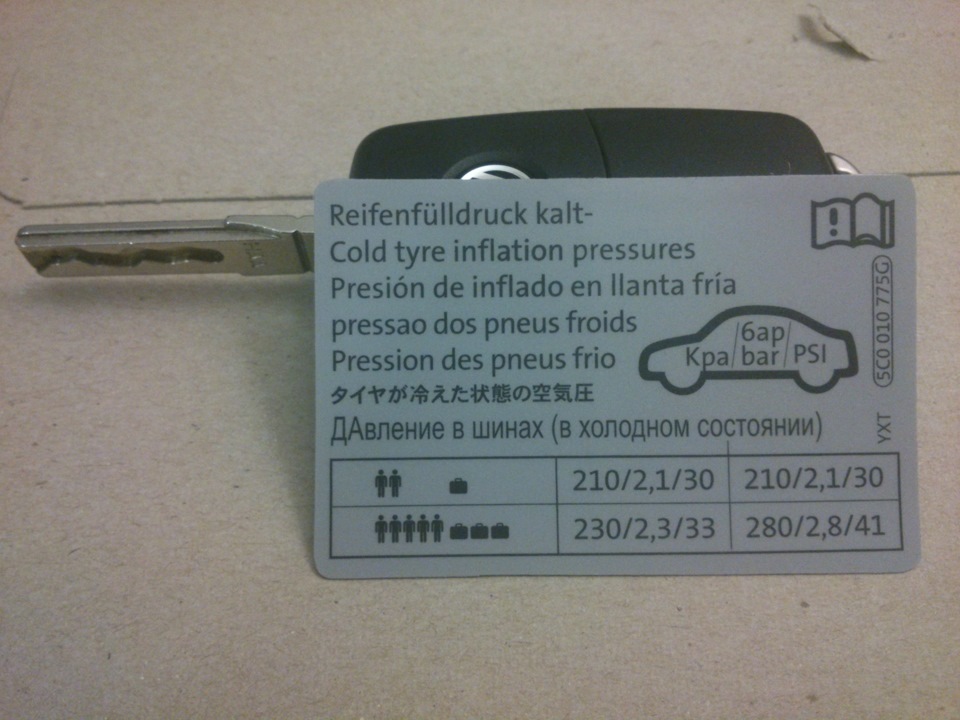 Reifenfülldruck kalt-
Cold tyre inflation pressures
Presión de inflado en llanta fría
pressao dos pneus froids
Pression des pneus frio
タイヤが冷えた状態の空気圧
ДАвление в шинах (в холодном состоянии)
Kpa/бар bar/PSI
5C0 010 775G
YXT
210/2,1/30 210/2,1/30
230/2,3/33 280/2,8/41